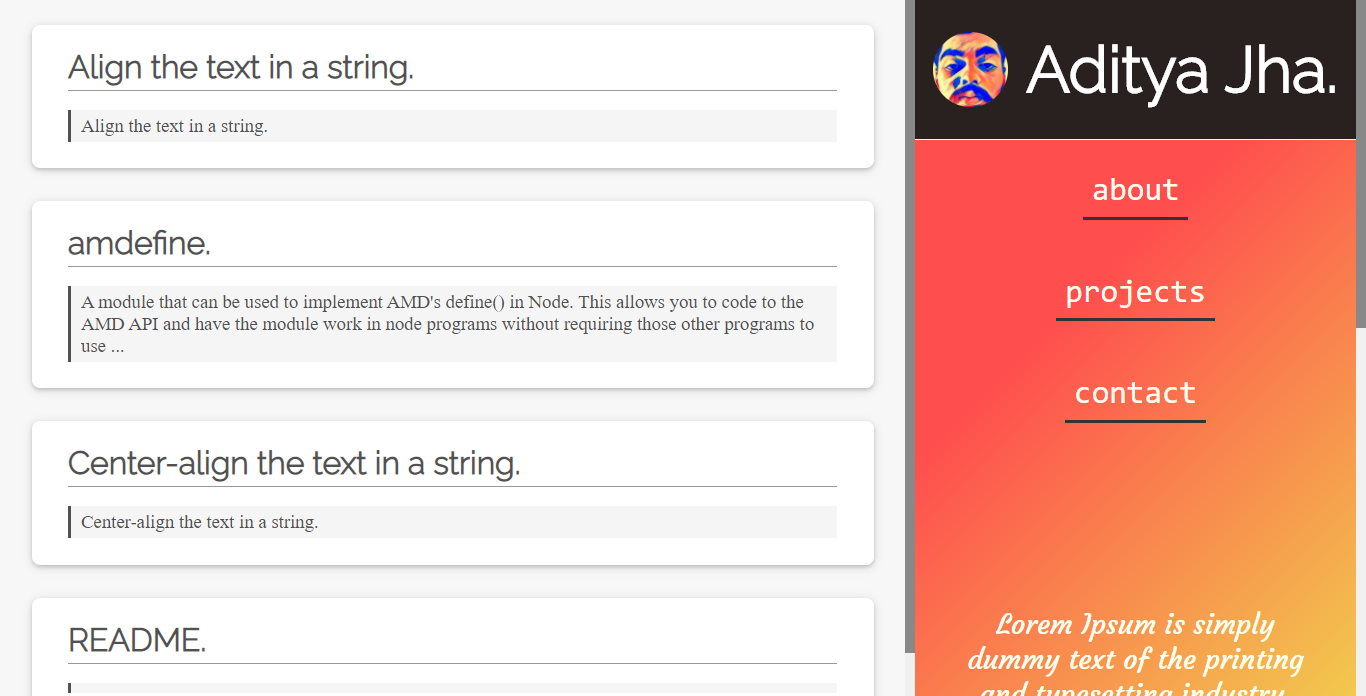 Align the text in a string.
Align the text in a string.
amdefine.
A module that can be used to implement AMD's define() in Node. This allows you to code to the
AMD API and have the module work in node programs without requiring those other programs to
use ...
Center-align the text in a string.
Center-align the text in a string.
README.
Aditya Jha.
about
projects
contact
Lorem Ipsum is simply
dummy text of the printing
and typesetting industry.